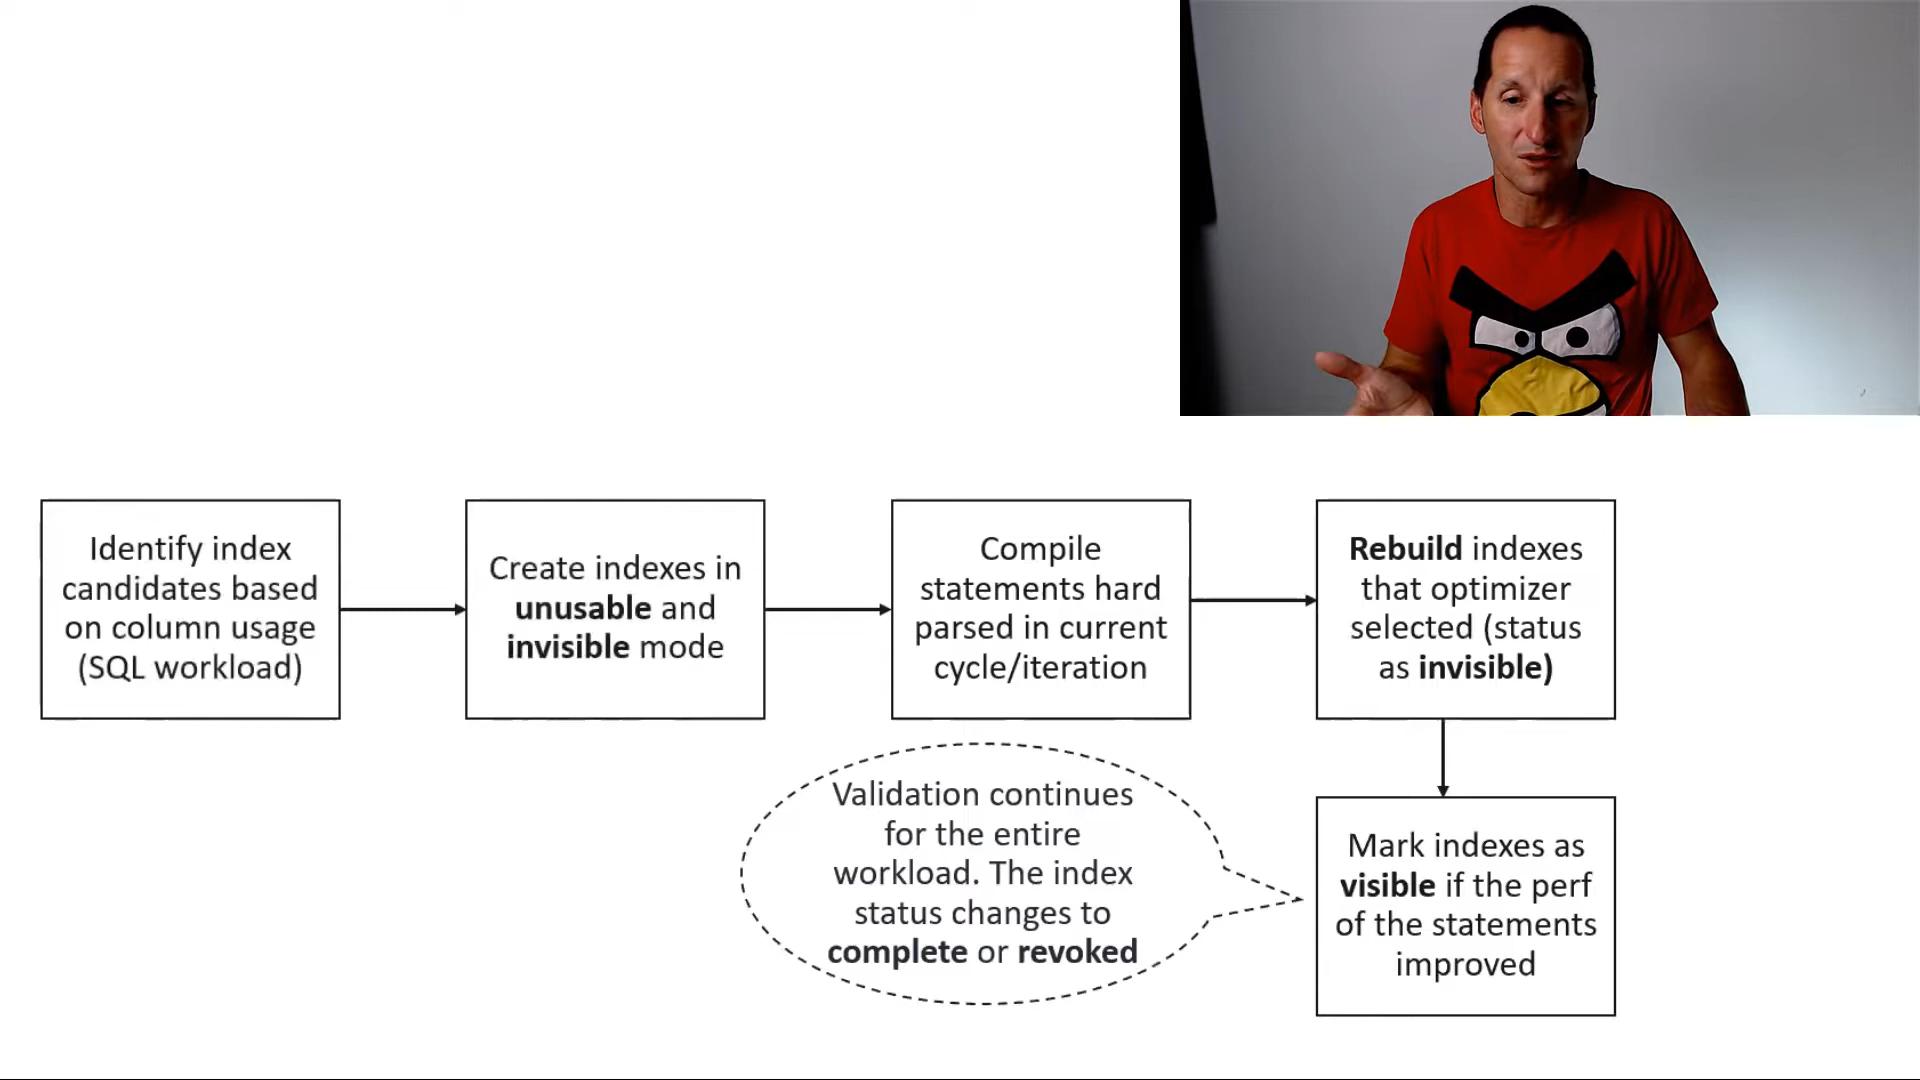 Identify index
candidates based
on column usage
(SQL workload)
Create indexes in
unusable and
invisible mode
Compile
statements hard
parsed in current
cycle/iteration
Rebuild indexes
that optimizer
selected (status
as invisible)
Mark indexes as
visible if the perf
of the statements
improved
Validation continues
for the entire
workload. The index
status changes to
complete or revoked